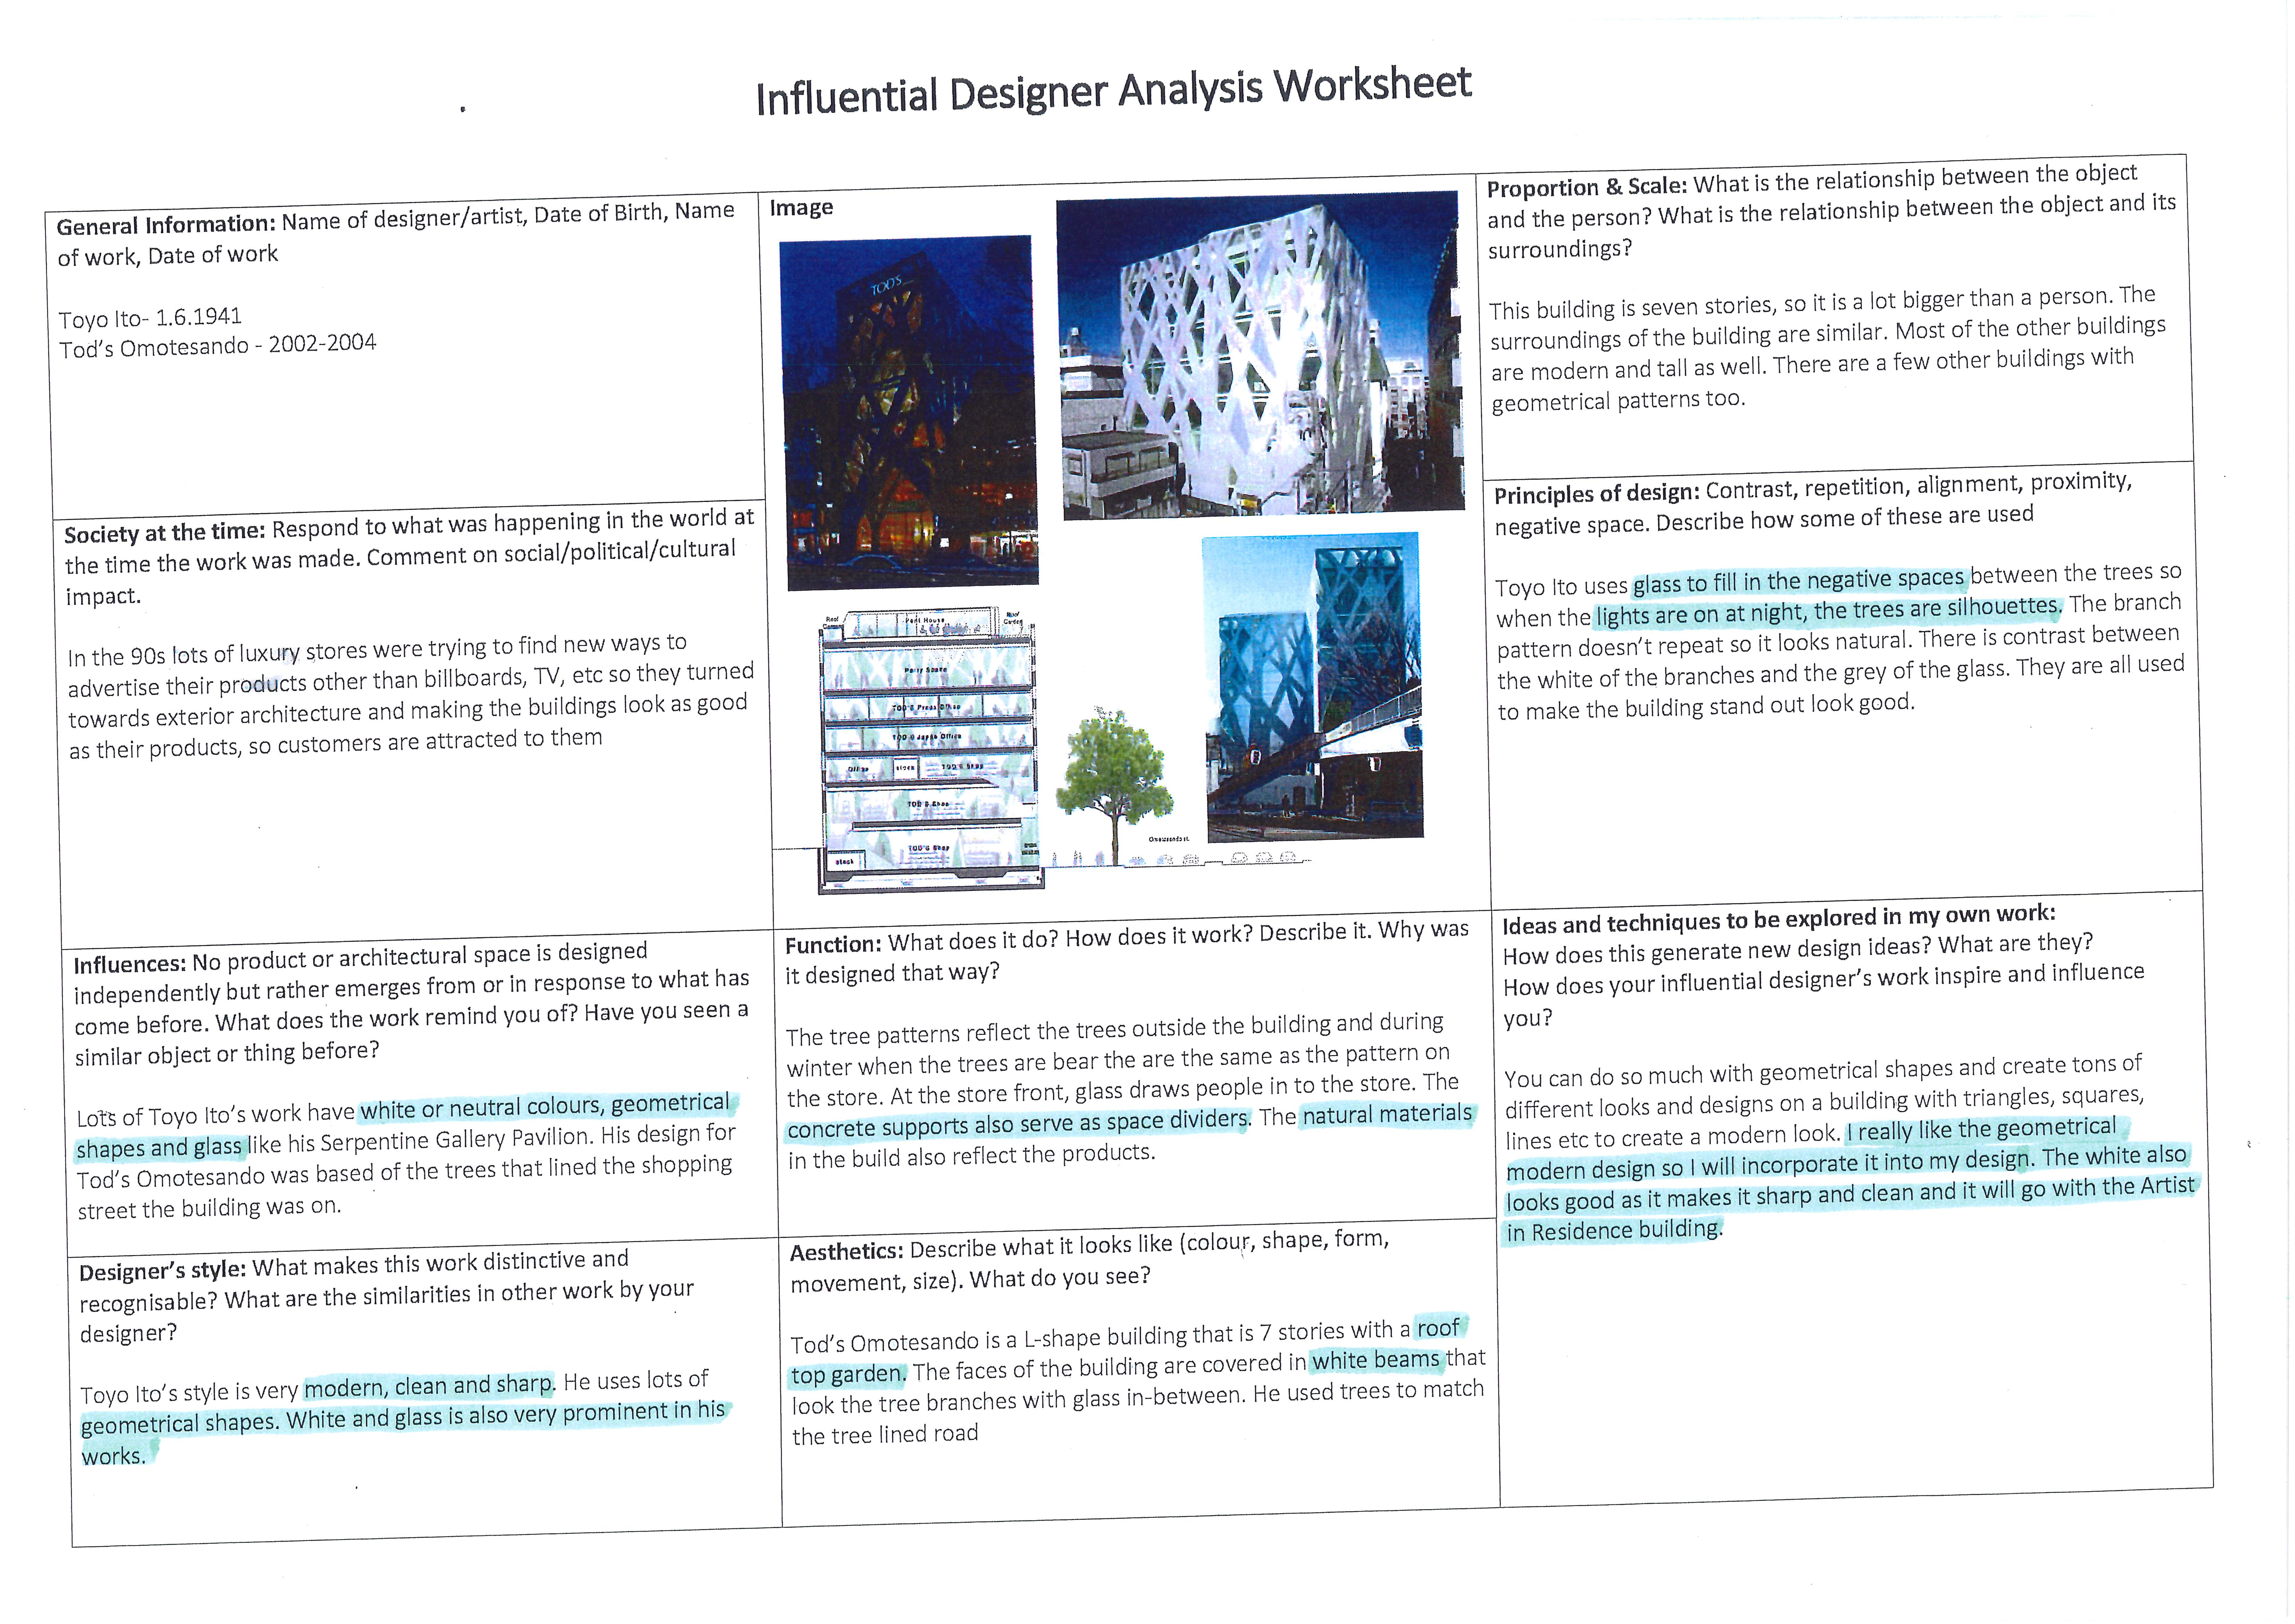 Influential Designer Analysis Worksheet
General Information: Name of designer/artist, Date of Birth, Name
of work, Date of work
Toyo Ito- 1.6.1941
Tod's Omotesando - 2002-2004
Society at the time: Respond to what was happening in the world at
the time the work was made. Comment on social/political/cultural
impact.
In the 90s lots of luxury stores were trying to find new ways to
advertise their products other than billboards, TV, etc so they turned
towards exterior architecture and making the buildings look as good
as their products, so customers are attracted to them
Influences: No product or architectural space is designed
independently but rather emerges from or in response to what has
come before. What does the work remind you of? Have you seen a
similar object or thing before?
Lots of Toyo Ito's work have white or neutral colours, geometrical
shapes and glass like his Serpentine Gallery Pavilion. His design for
Tod's Omotesando was based of the trees that lined the shopping
street the building was on.
Designer's style: What makes this work distinctive and
recognisable? What are the similarities in other work by your
designer?
Toyo Ito's style is very modern, clean and sharp. He uses lots of
geometrical shapes. White and glass is also very prominent in his
works.
Image
TOD'S
Roof
Garden
Pent House
Roof
Garden
Party Space
TOD'S Press Office
TOD'S Japan Office
Office
stock
TOD'S Shop
TOD'S Shop
TOD'S Shop
stock
Omotesando st.
Function: What does it do? How does it work? Describe it. Why was
it designed that way?
The tree patterns reflect the trees outside the building and during
winter when the trees are bear the are the same as the pattern on
the store. At the store front, glass draws people in to the store. The
concrete supports also serve as space dividers. The natural materials
in the build also reflect the products.
Aesthetics: Describe what it looks like (colour, shape, form,
movement, size). What do you see?
Tod's Omotesando is a L-shape building that is 7 stories with a roof
top garden. The faces of the building are covered in white beams that
look the tree branches with glass in-between. He used trees to match
the tree lined road
Proportion & Scale: What is the relationship between the object
and the person? What is the relationship between the object and its
surroundings?
This building is seven stories, so it is a lot bigger than a person. The
surroundings of the building are similar. Most of the other buildings
are modern and tall as well. There are a few other buildings with
geometrical patterns too.
Principles of design: Contrast, repetition, alignment, proximity,
negative space. Describe how some of these are used
Toyo Ito uses glass to fill in the negative spaces between the trees so
when the lights are on at night, the trees are silhouettes. The branch
pattern doesn't repeat so it looks natural. There is contrast between
the white of the branches and the grey of the glass. They are all used
to make the building stand out look good.
Ideas and techniques to be explored in my own work:
How does this generate new design ideas? What are they?
How does your influential designer's work inspire and influence
you?
You can do so much with geometrical shapes and create tons of
different looks and designs on a building with triangles, squares,
lines etc to create a modern look. I really like the geometrical
modern design so I will incorporate it into my design. The white also
looks good as it makes it sharp and clean and it will go with the Artist
in Residence building.